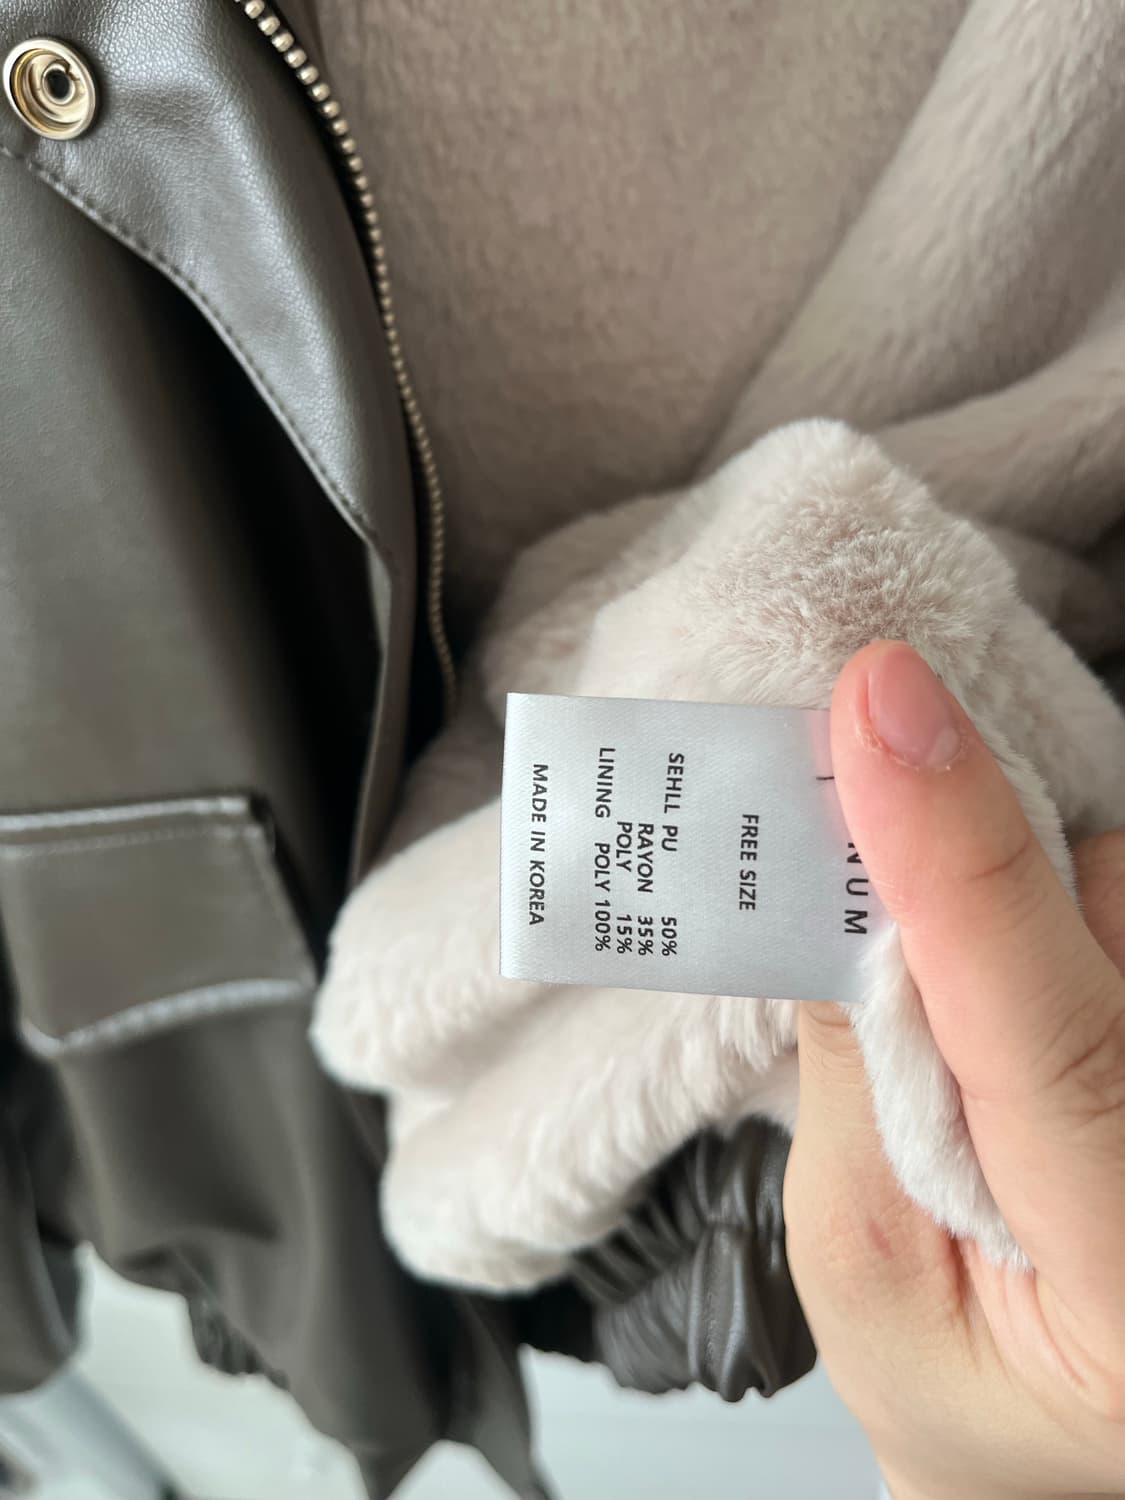 FREE SIZE
SEHLL PU 50%
RAYON 35%
POLY 15%
LINING POLY 100%
MADE IN KOREA